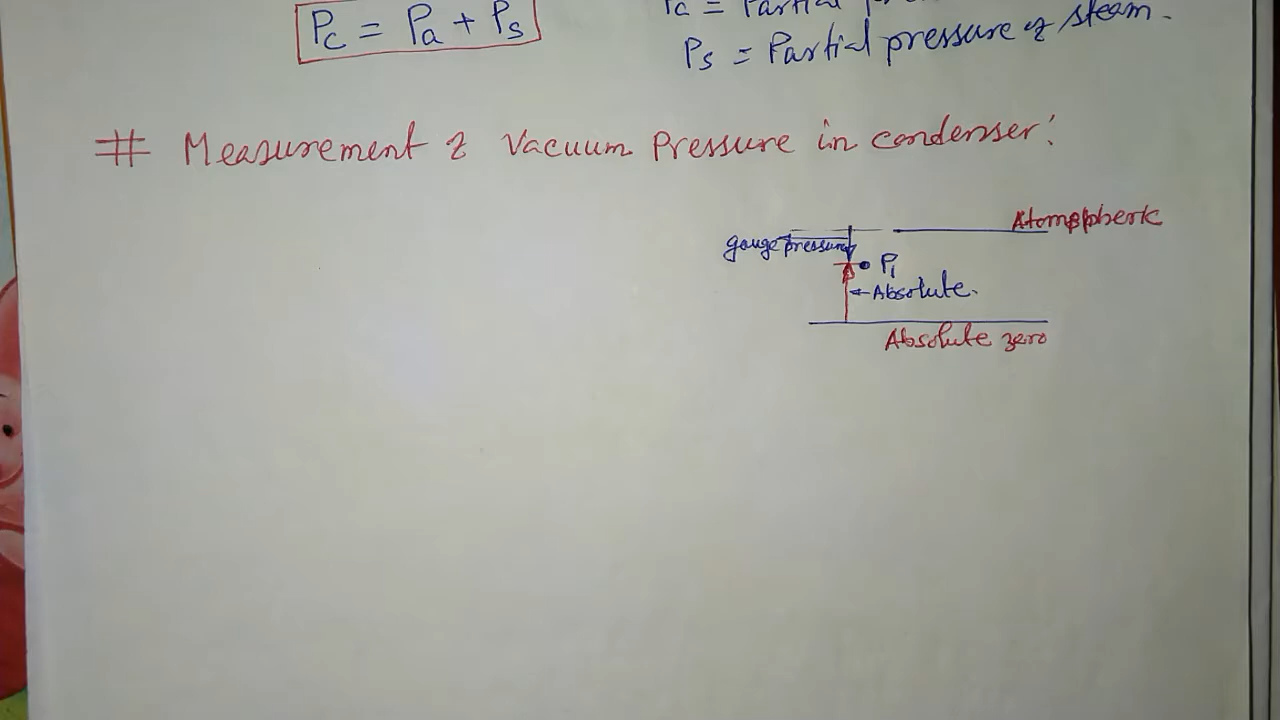 Pc = Pa + Ps
Ps = Partial pressure of steam.
# Measurement of Vacuum Pressure in condenser:
Atomspheric
gauge pressure
P1
Absolute.
Absolute zero